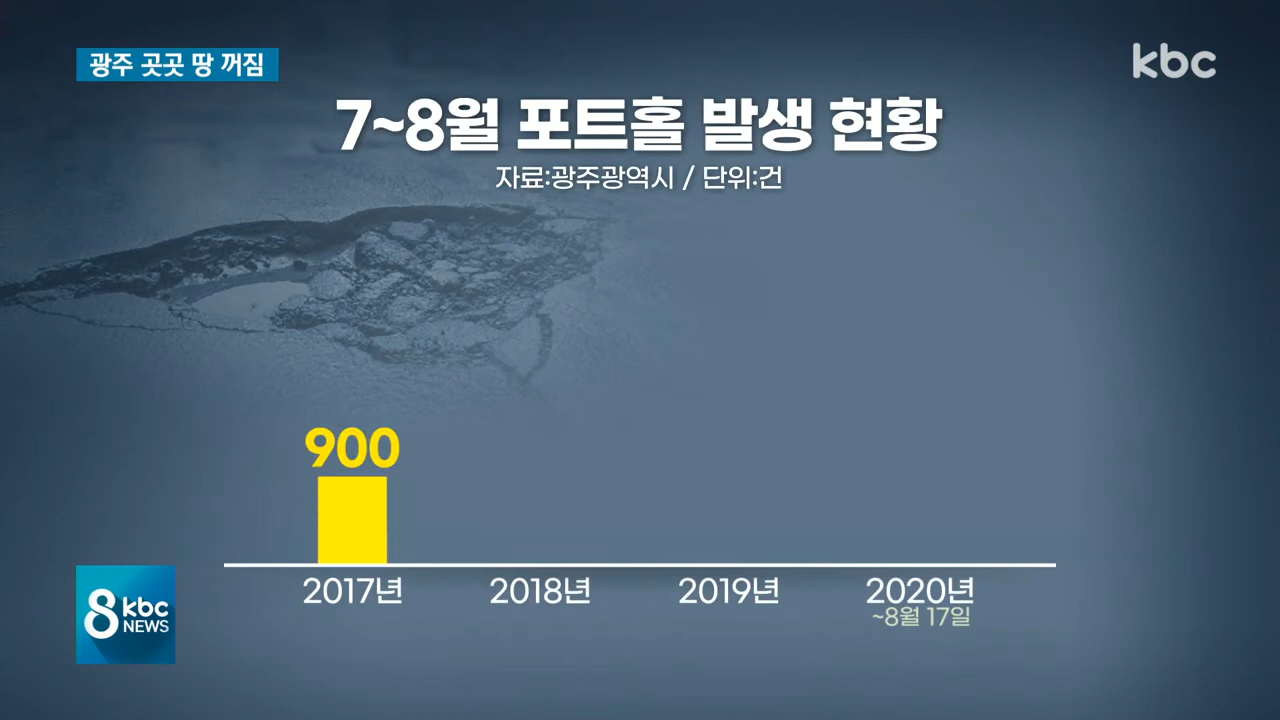 광주 곳곳 땅 꺼짐
kbc
7~8월 포트홀 발생 현황
자료:광주광역시 / 단위:건
900
2017년 2018년 2019년 2020년
~8월 17일
8 kbc
NEWS